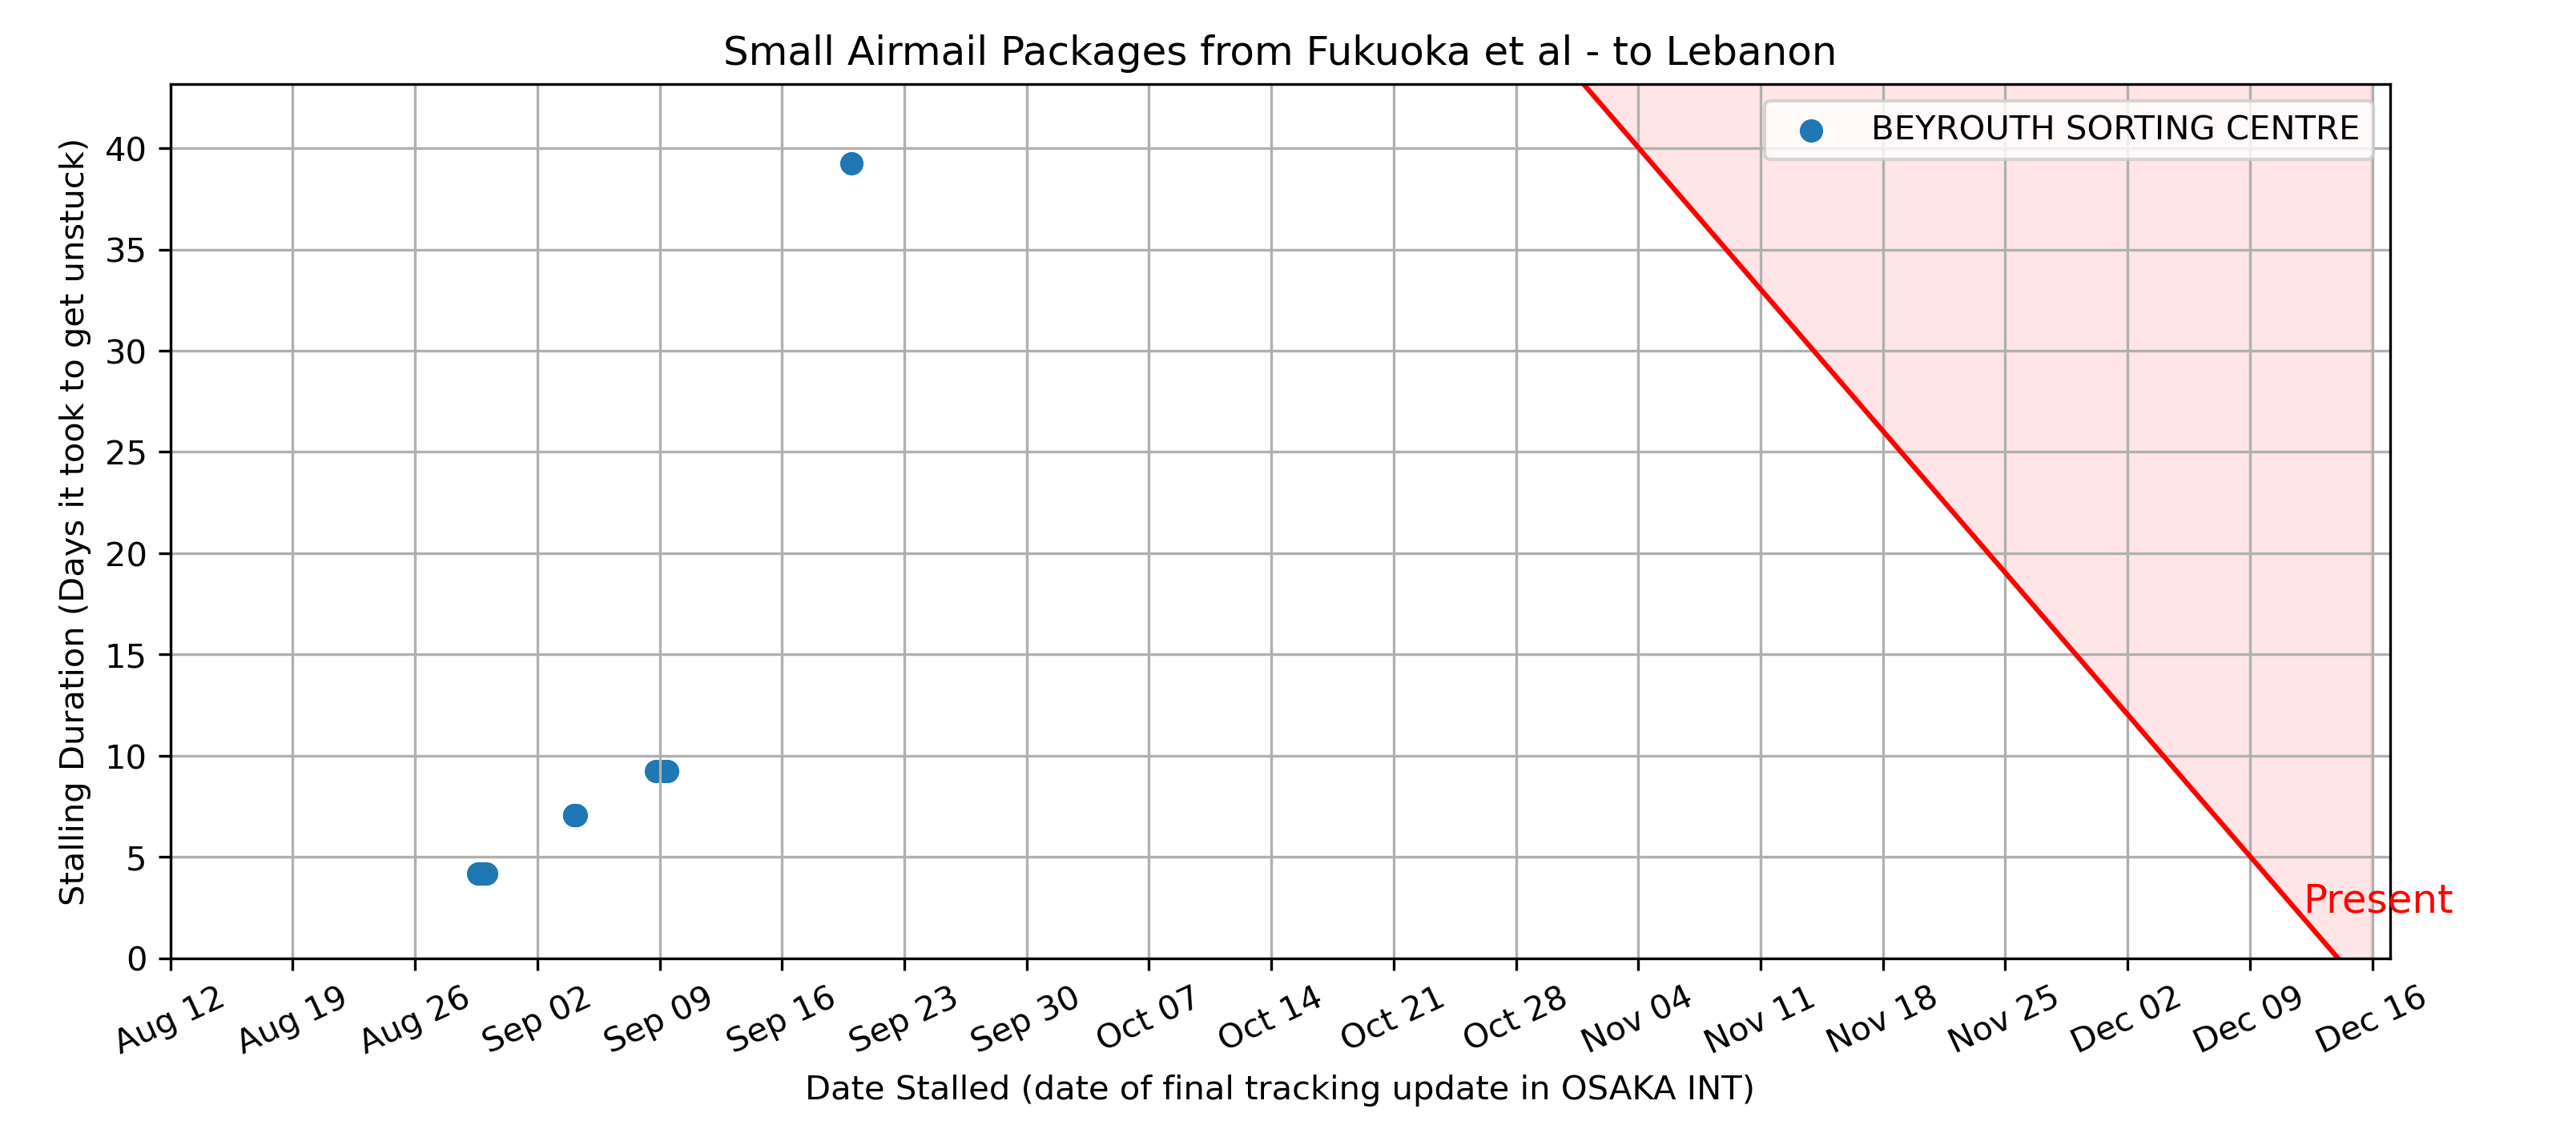 Small Airmail Packages from Fukuoka et al - to Lebanon
BEYROUTH SORTING CENTRE
Stalling Duration (Days it took to get unstuck)
40
35
30
25
20
15
10
5
0
Present
Aug 12
Aug 19
Aug 26
Sep 02
Sep 09
Sep 16
Sep 23
Sep 30
Oct 07
Oct 14
Oct 21
Oct 28
Nov 04
Nov 11
Nov 18
Nov 25
Dec 02
Dec 09
Dec 16
Date Stalled (date of final tracking update in OSAKA INT)